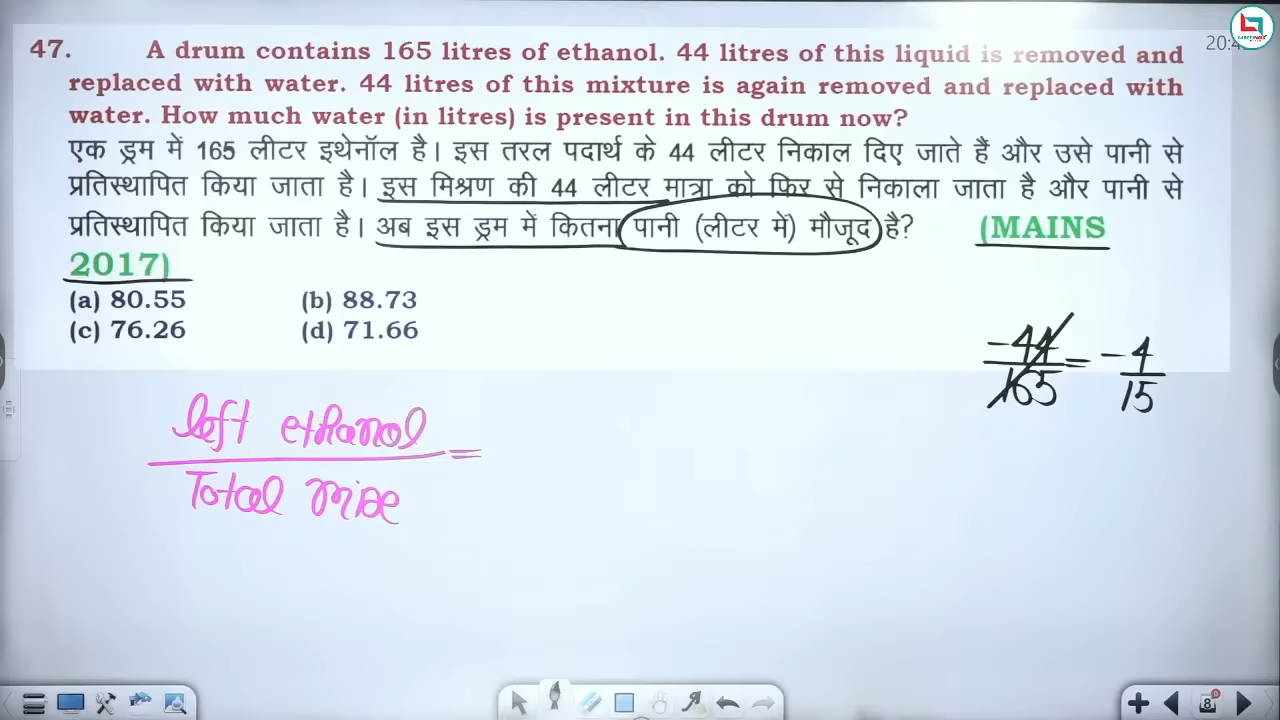 20:4
47. A drum contains 165 litres of ethanol. 44 litres of this liquid is removed and
replaced with water. 44 litres of this mixture is again removed and replaced with
water. How much water (in litres) is present in this drum now?
एक ड्रम में 165 लीटर इथेनॉल है। इस तरल पदार्थ के 44 लीटर निकाल दिए जाते हैं और उसे पानी से
प्रतिस्थापित किया जाता है। इस मिश्रण की 44 लीटर मात्रा को फिर से निकाला जाता है और पानी से
प्रतिस्थापित किया जाता है। अब इस ड्रम में कितना पानी (लीटर में) मौजूद है? (MAINS
2017)
(a) 80.55 (b) 88.73
(c) 76.26 (d) 71.66
-44/165 = -4/15
left ethanol
Total mix =
8